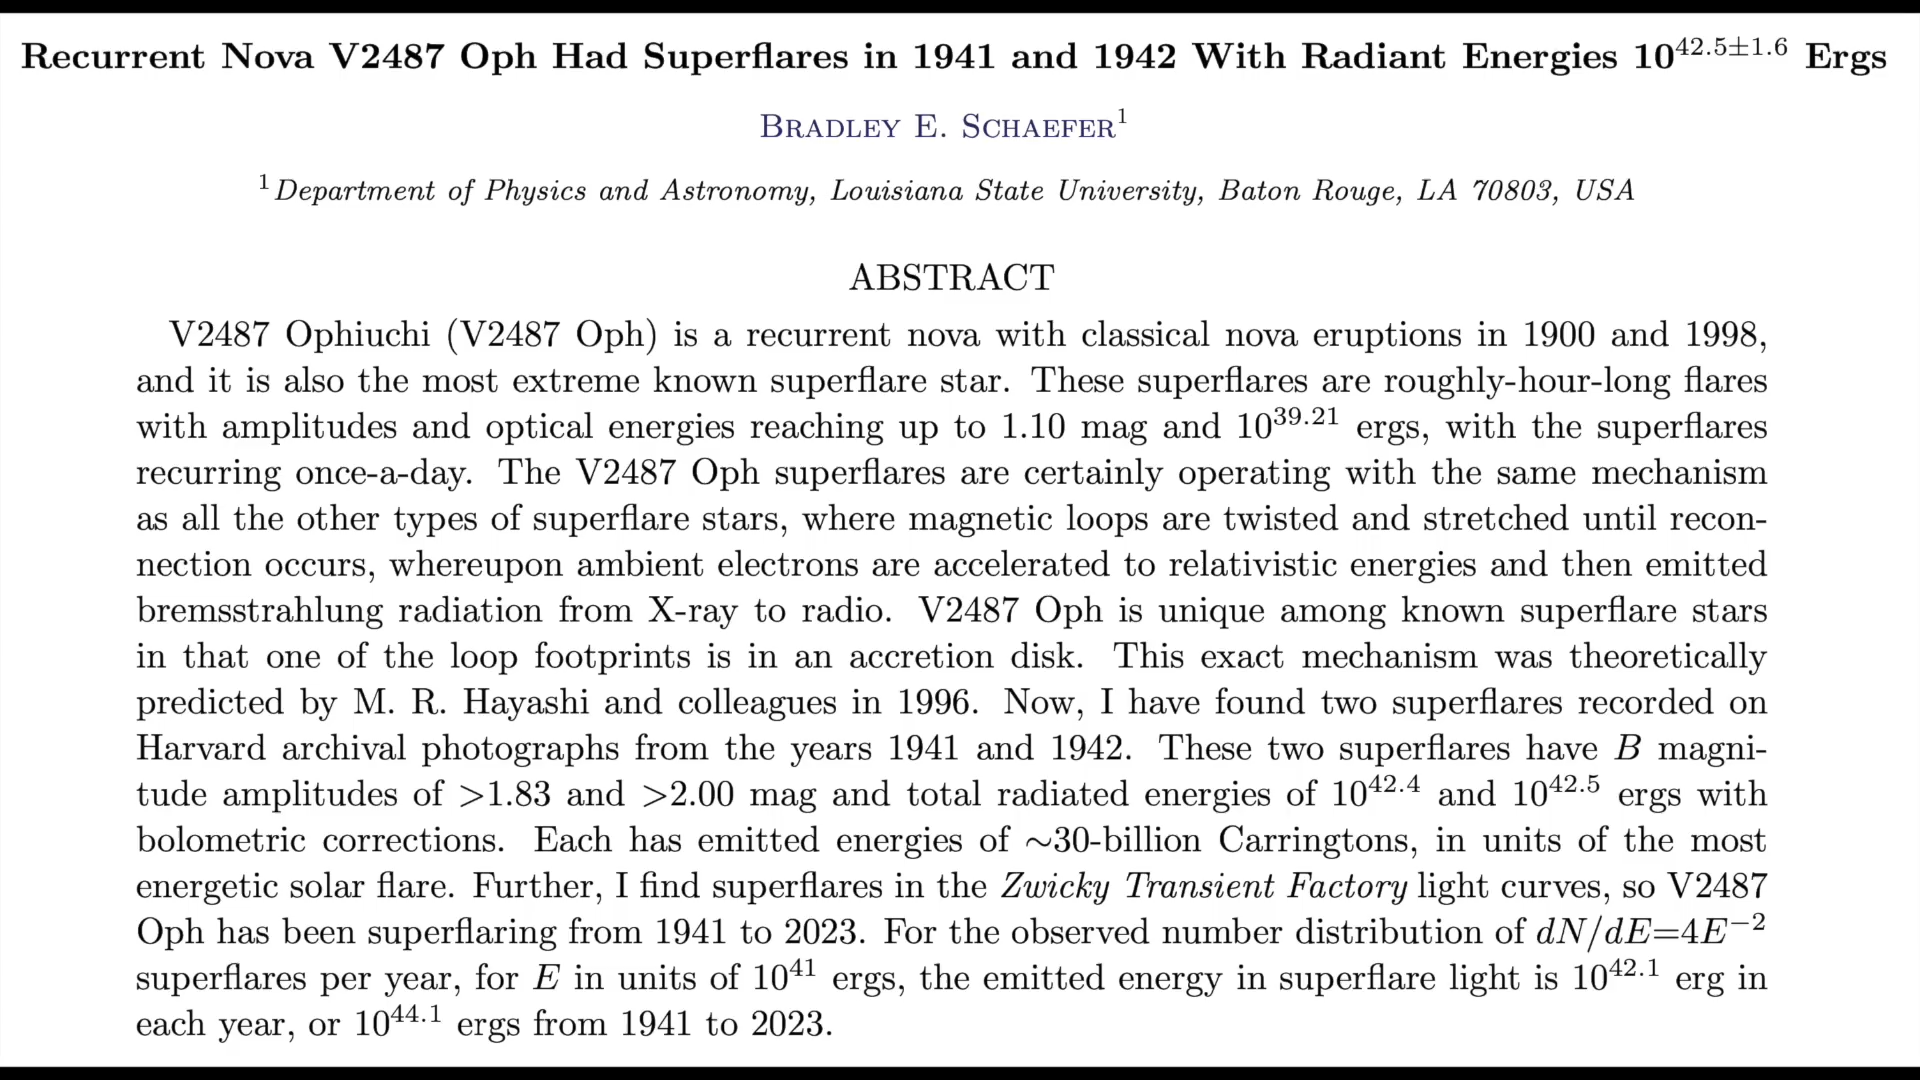 Recurrent Nova V2487 Oph Had Superflares in 1941 and 1942 With Radiant Energies 10^42.5±1.6 Ergs
Bradley E. Schaefer^1
^1 Department of Physics and Astronomy, Louisiana State University, Baton Rouge, LA 70803, USA
ABSTRACT
V2487 Ophiuchi (V2487 Oph) is a recurrent nova with classical nova eruptions in 1900 and 1998,
and it is also the most extreme known superflare star. These superflares are roughly-hour-long flares
with amplitudes and optical energies reaching up to 1.10 mag and 10^39.21 ergs, with the superflares
recurring once-a-day. The V2487 Oph superflares are certainly operating with the same mechanism
as all the other types of superflare stars, where magnetic loops are twisted and stretched until recon-
nection occurs, whereupon ambient electrons are accelerated to relativistic energies and then emitted
bremsstrahlung radiation from X-ray to radio. V2487 Oph is unique among known superflare stars
in that one of the loop footprints is in an accretion disk. This exact mechanism was theoretically
predicted by M. R. Hayashi and colleagues in 1996. Now, I have found two superflares recorded on
Harvard archival photographs from the years 1941 and 1942. These two superflares have B magni-
tude amplitudes of >1.83 and >2.00 mag and total radiated energies of 10^42.4 and 10^42.5 ergs with
bolometric corrections. Each has emitted energies of ∼30-billion Carringtons, in units of the most
energetic solar flare. Further, I find superflares in the Zwicky Transient Factory light curves, so V2487
Oph has been superflaring from 1941 to 2023. For the observed number distribution of dN/dE=4E^−2
superflares per year, for E in units of 10^41 ergs, the emitted energy in superflare light is 10^42.1 erg in
each year, or 10^44.1 ergs from 1941 to 2023.